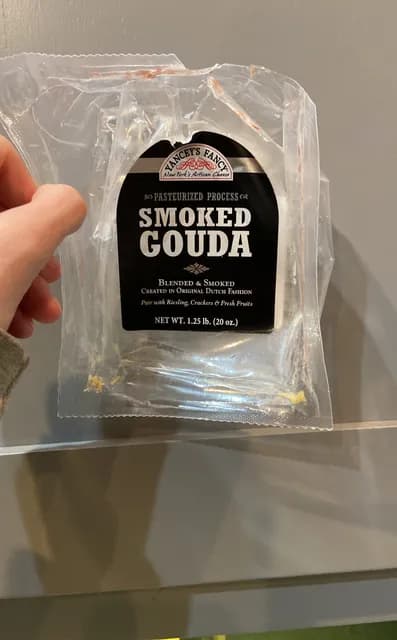 YANCEY'S FANCY
New York's Artisan Cheese
PASTEURIZED PROCESS
SMOKED
GOUDA
BLENDED & SMOKED
CREATED IN ORIGINAL DUTCH FASHION
Pair with Riesling, Crackers & Fresh Fruits
NET WT. 1.25 lb. (20 oz.)